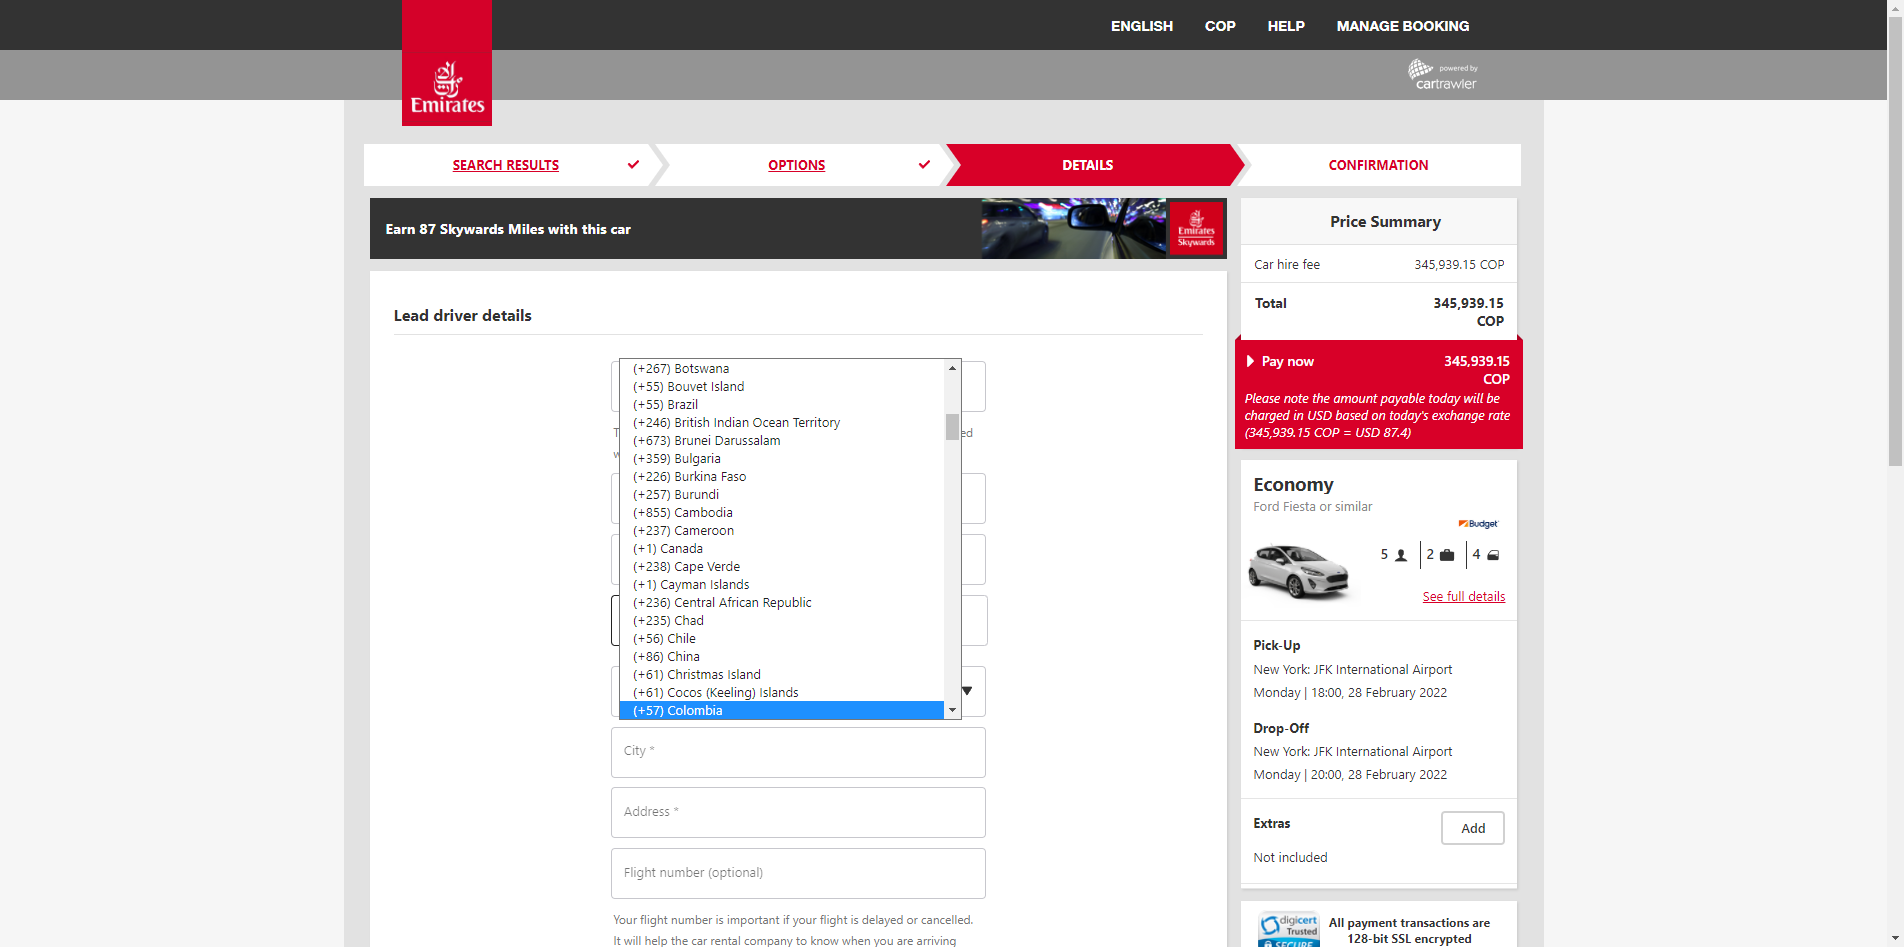 ENGLISH
COP
HELP
MANAGE BOOKING
powered by
cartrawler
Emirates
SEARCH RESULTS
OPTIONS
DETAILS
CONFIRMATION
Earn 87 Skywards Miles with this car
Emirates
Skywards
Lead driver details
(+267) Botswana
(+55) Bouvet Island
(+55) Brazil
(+246) British Indian Ocean Territory
(+673) Brunei Darussalam
(+359) Bulgaria
(+226) Burkina Faso
(+257) Burundi
(+855) Cambodia
(+237) Cameroon
(+1) Canada
(+238) Cape Verde
(+1) Cayman Islands
(+236) Central African Republic
(+235) Chad
(+56) Chile
(+86) China
(+61) Christmas Island
(+61) Cocos (Keeling) Islands
(+57) Colombia
City *
Address *
Flight number (optional)
Your flight number is important if your flight is delayed or cancelled.
It will help the car rental company to know when you are arriving
Price Summary
Car hire fee 345,939.15 COP
Total 345,939.15
COP
Pay now 345,939.15
COP
Please note the amount payable today will be
charged in USD based on today's exchange rate
(345,939.15 COP = USD 87.4)
Economy
Ford Fiesta or similar
Budget
5 2 4
See full details
Pick-Up
New York: JFK International Airport
Monday | 18:00, 28 February 2022
Drop-Off
New York: JFK International Airport
Monday | 20:00, 28 February 2022
Extras
Add
Not included
digicert
Trusted
SECURE
All payment transactions are
128-bit SSL encrypted